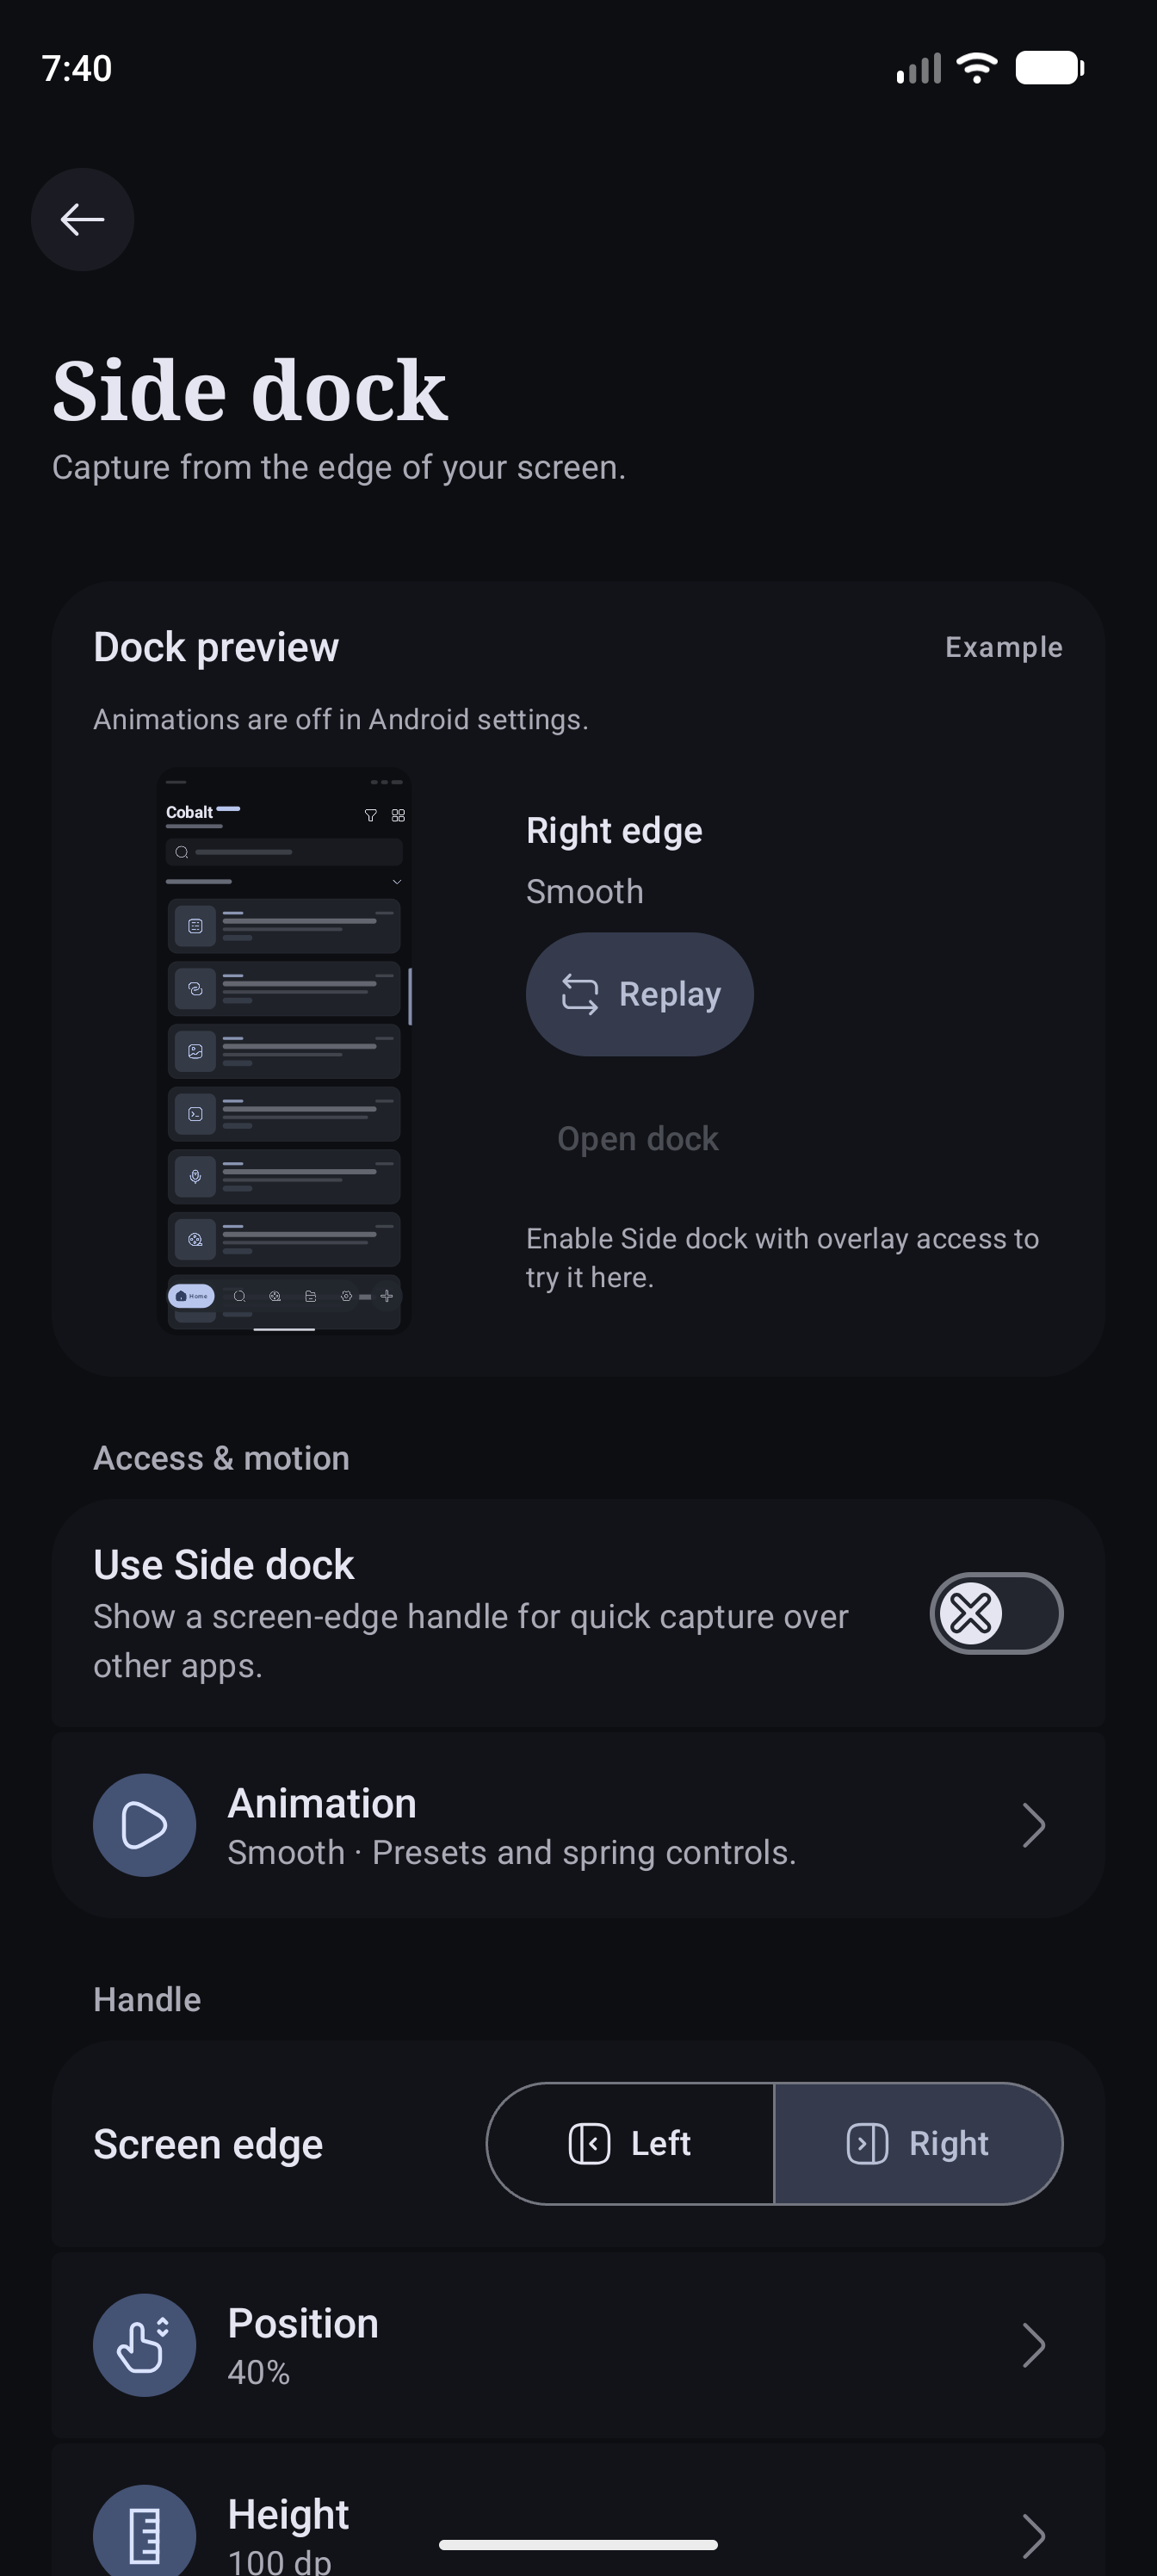 7:40
Side dock
Capture from the edge of your screen.
Dock preview
Example
Animations are off in Android settings.
Cobalt
Home
Right edge
Smooth
Replay
Open dock
Enable Side dock with overlay access to
try it here.
Access & motion
Use Side dock
Show a screen-edge handle for quick capture over
other apps.
Animation
Smooth · Presets and spring controls.
Handle
Screen edge
Left
Right
Position
40%
Height
100 dp